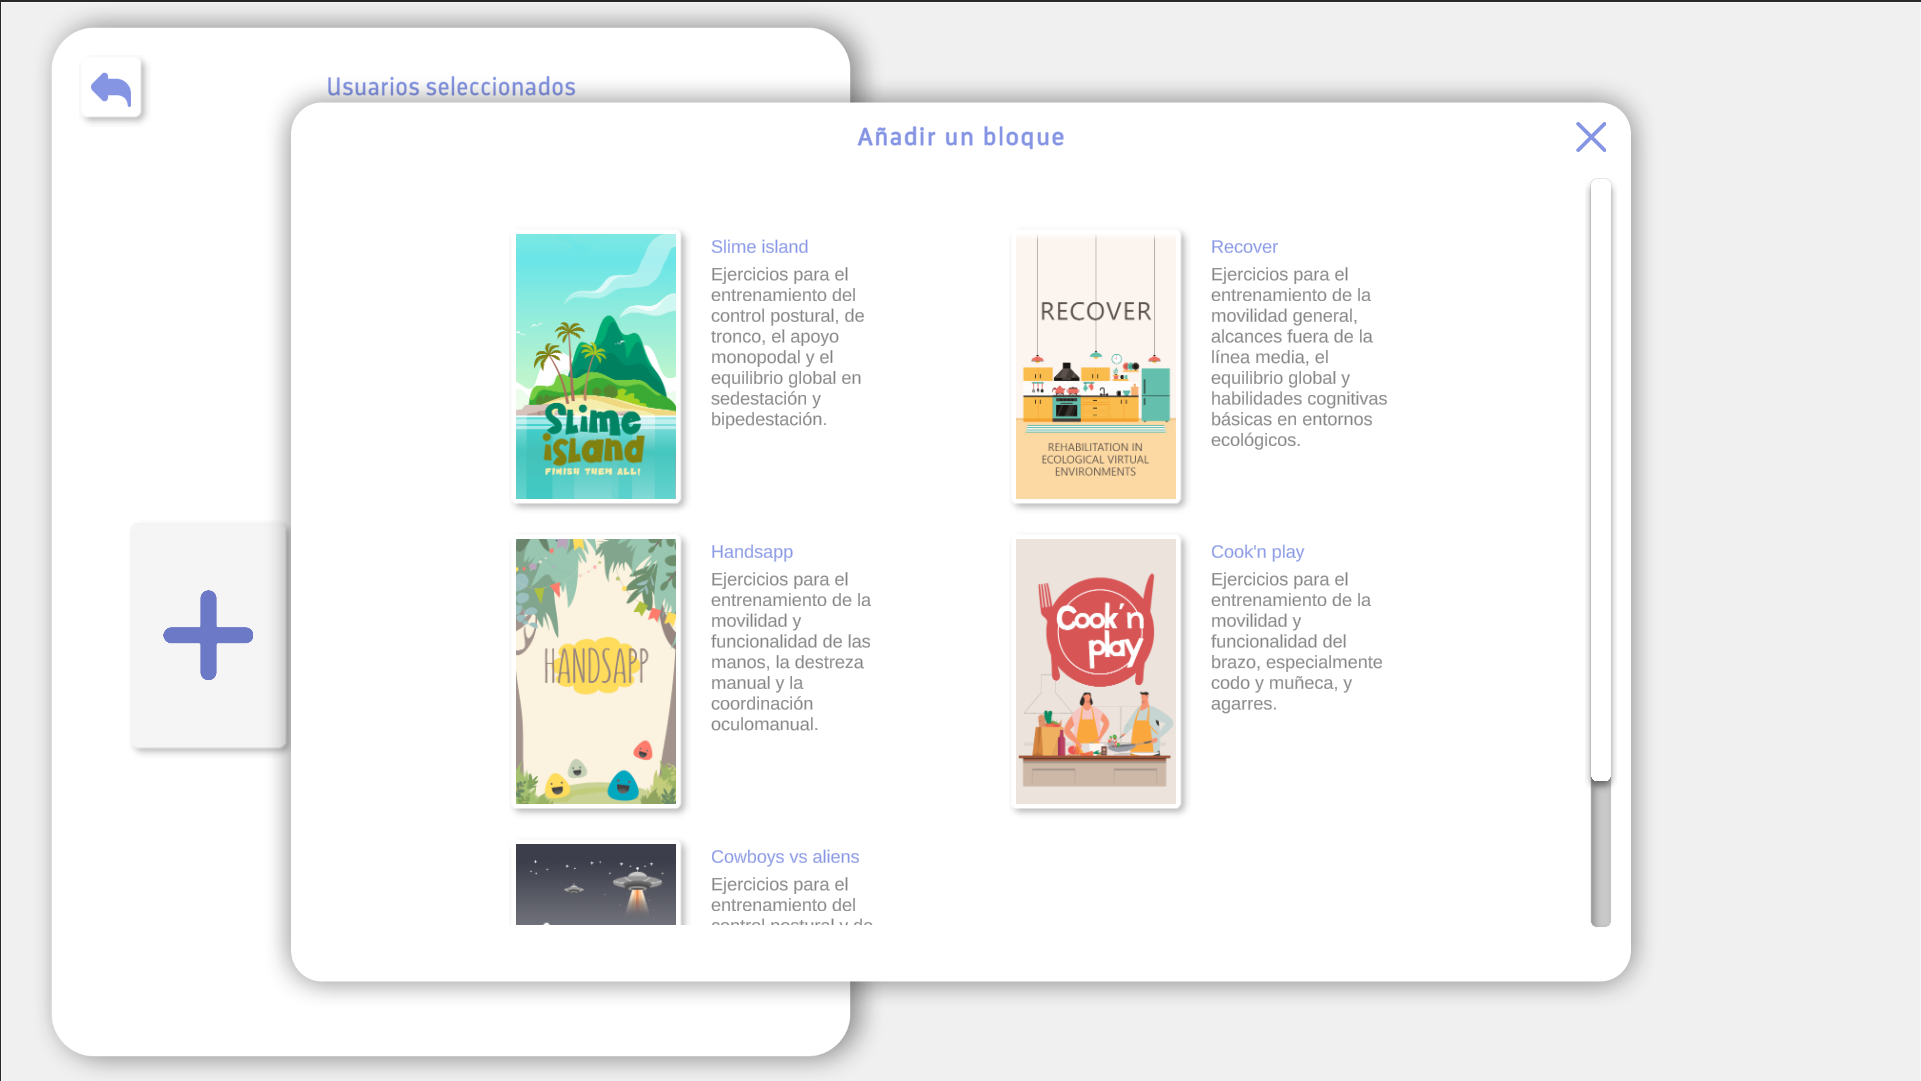 Usuarios seleccionados
Añadir un bloque
Slime island
Ejercicios para el
entrenamiento del
control postural, de
tronco, el apoyo
monopodal y el
equilibrio global en
sedestación y
bipedestación.
Slime
island
FINISH THEM ALL!
Recover
Ejercicios para el
entrenamiento de la
movilidad general,
alcances fuera de la
línea media, el
equilibrio global y
habilidades cognitivas
básicas en entornos
ecológicos.
RECOVER
REHABILITATION IN
ECOLOGICAL VIRTUAL
ENVIRONMENTS
Handsapp
Ejercicios para el
entrenamiento de la
movilidad y
funcionalidad de las
manos, la destreza
manual y la
coordinación
oculomanual.
HANDSAPP
Cook'n play
Ejercicios para el
entrenamiento de la
movilidad y
funcionalidad del
brazo, especialmente
codo y muñeca, y
agarres.
Cook'n
play
Cowboys vs aliens
Ejercicios para el
entrenamiento del
control postural y de